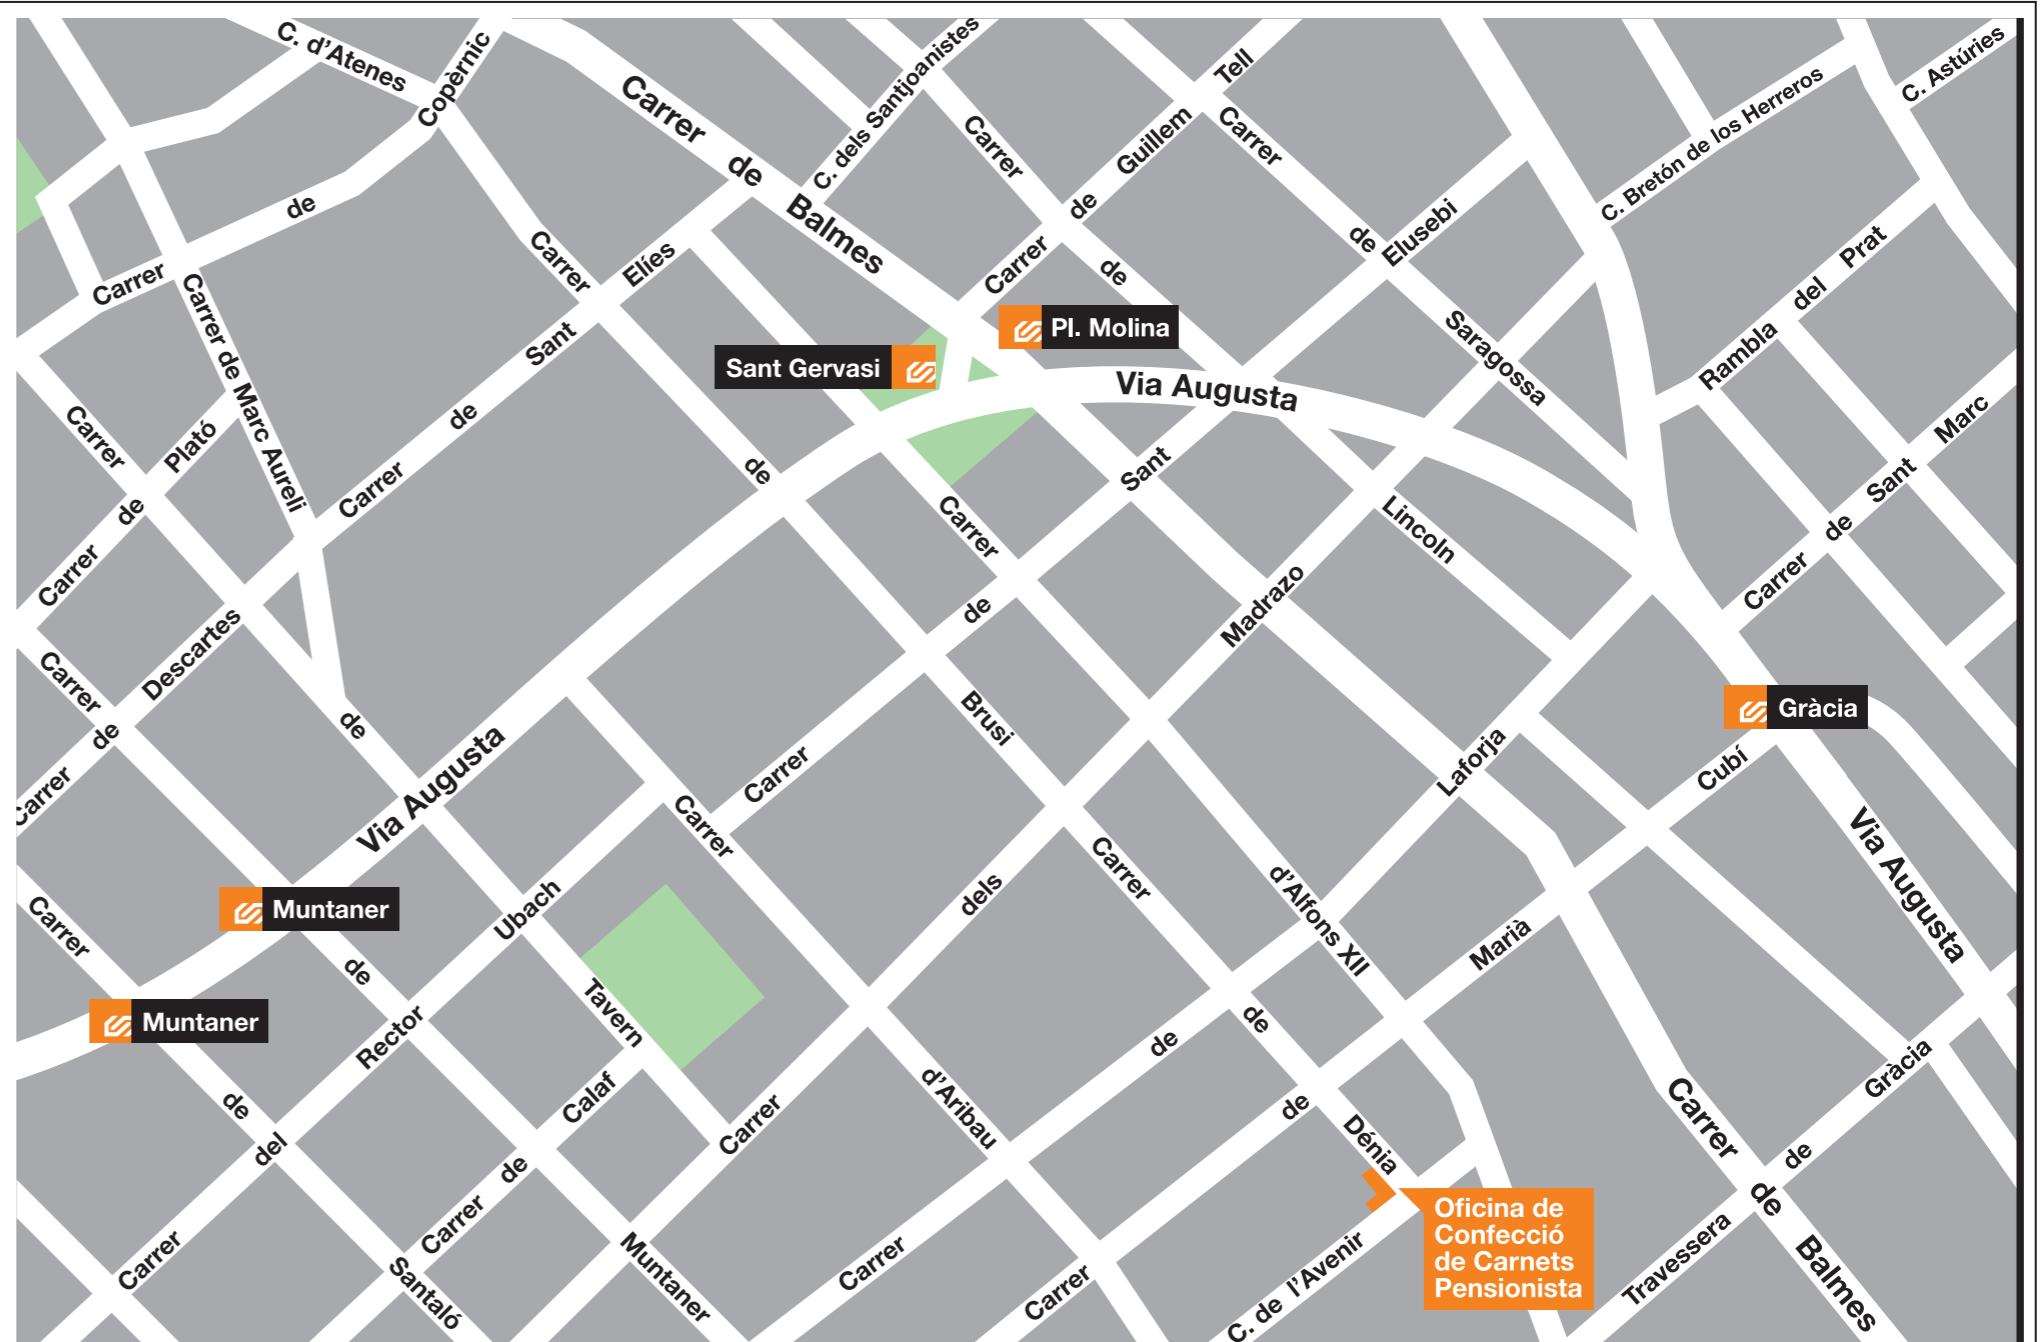 C. d'Atenes
Copèrnic
Carrer de Balmes
C. dels Santjoanistes
Carrer de Guillem Tell
Carrer de Saragossa
C. Astúries
C. Bretón de los Herreros
Carrer de
Carrer de Marc Aureli
Carrer de Sant Elíes
Carrer de Brusi
Carrer de Lincoln
Carrer de Sant Elusebi
Rambla del Prat
Carrer de Sant Marc
Pl. Molina
Sant Gervasi
Via Augusta
Carrer de Plató
Carrer de Tavern
Carrer de Descartes
Carrer de Muntaner
Carrer d'Alfons XII
Carrer dels Madrazo
Gràcia
Via Augusta
Carrer d'Aribau
Carrer de Laforja
Carrer de Marià Cubí
Via Augusta
Muntaner
Muntaner
Carrer de Santaló
Carrer del Rector Ubach
Carrer de Calaf
Carrer de Dénia
Carrer de Balmes
Travessera de Gràcia
C. de l'Avenir
Oficina de
Confecció
de Carnets
Pensionista